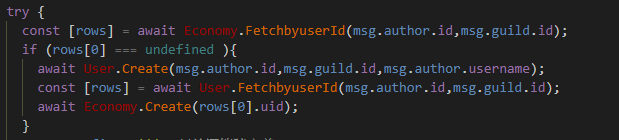 try {
const [rows] = await Economy.FetchbyuserId(msg.author.id,msg.guild.id);
if (rows[0] === undefined ){
await User.Create(msg.author.id,msg.guild.id,msg.author.username);
const [rows] = await User.FetchbyuserId(msg.author.id,msg.guild.id);
await Economy.Create(rows[0].uid);
}